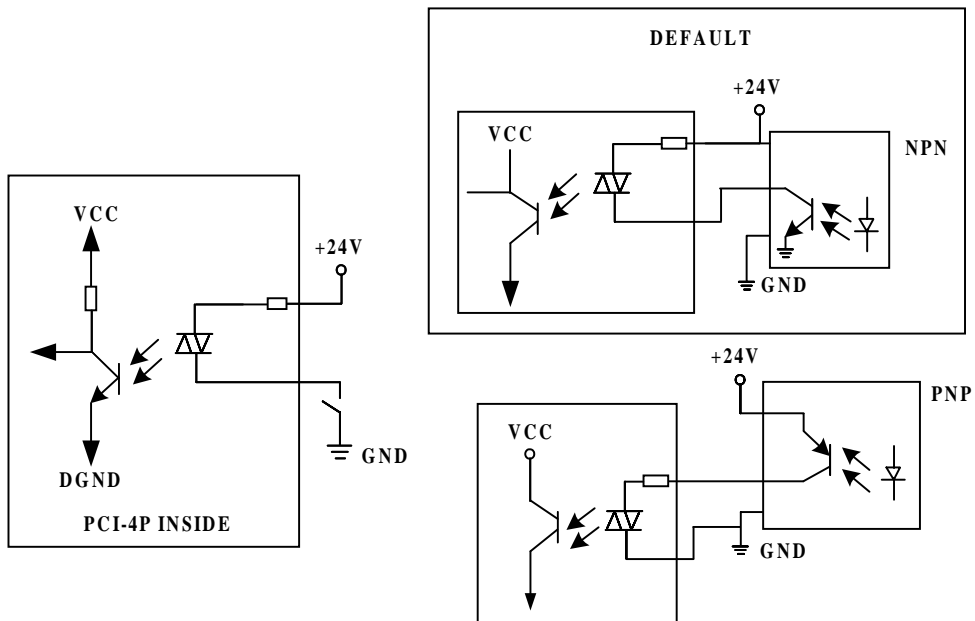 VCC
+24V
GND
DGND
PCI-4P INSIDE
DEFAULT
+24V
VCC
NPN
GND
+24V
PNP
VCC
GND